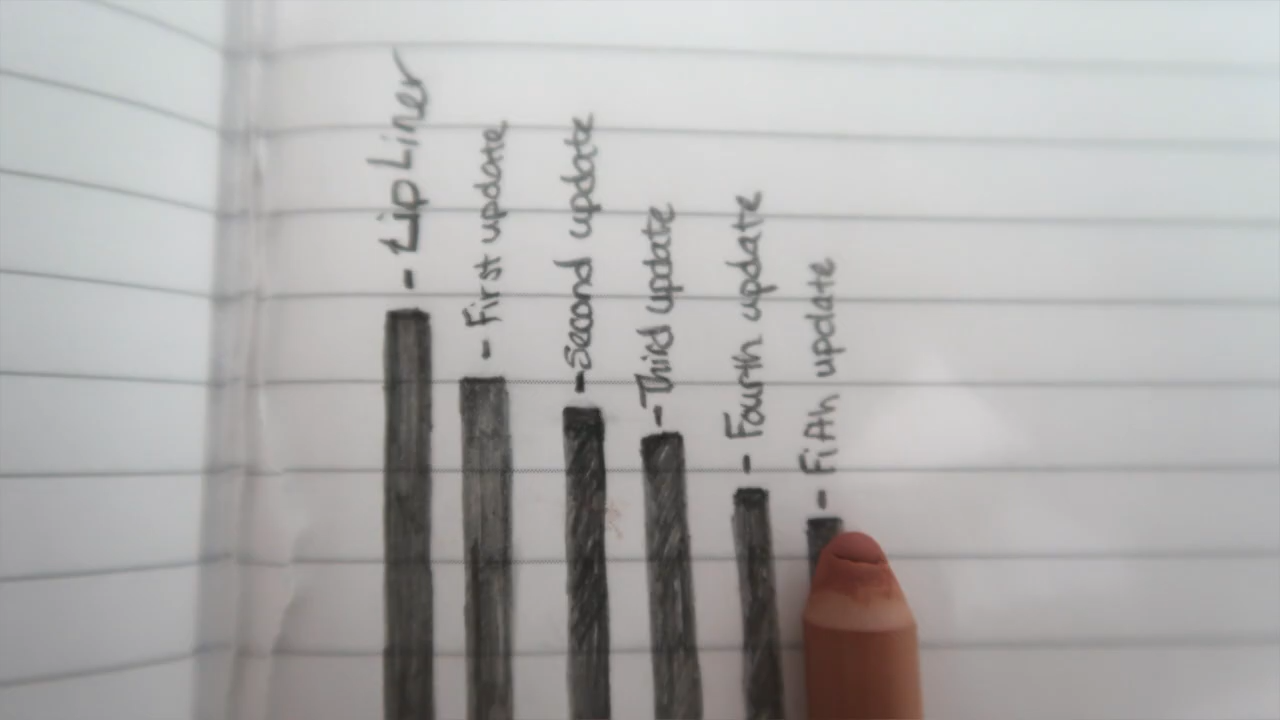 - Lip Liner
- First update
- Second update
- Third update
- Fourth update
- Fifth update